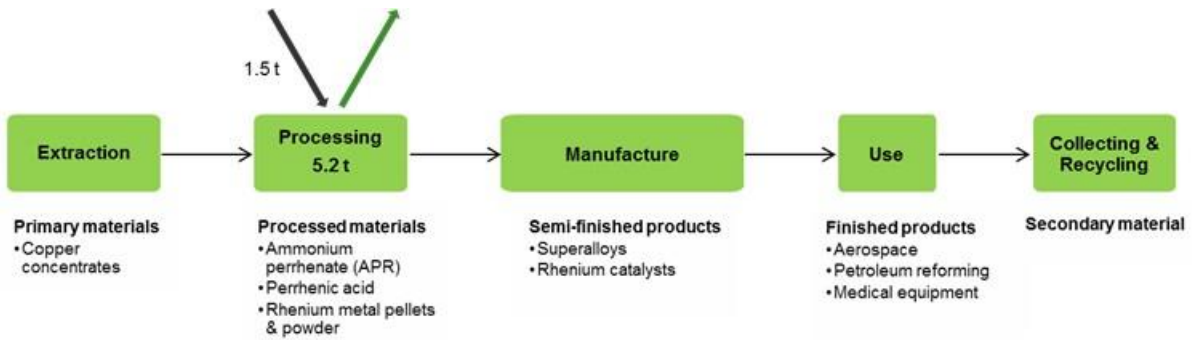 1.5 t
Extraction
Processing
5.2 t
Manufacture
Use
Collecting &
Recycling
Primary materials
•Copper
concentrates
Processed materials
•Ammonium
perrhenate (APR)
•Perrhenic acid
•Rhenium metal pellets
& powder
Semi-finished products
•Superalloys
•Rhenium catalysts
Finished products
•Aerospace
•Petroleum reforming
•Medical equipment
Secondary material